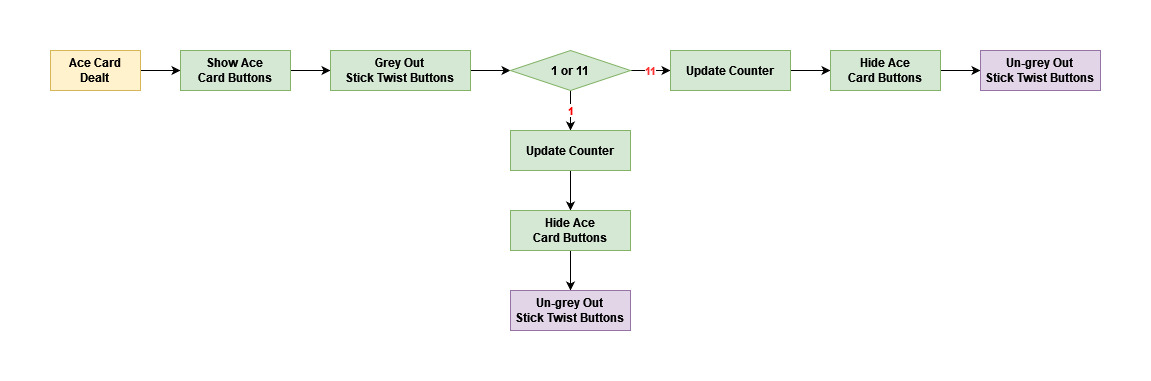 Ace Card
Dealt
Show Ace
Card Buttons
Grey Out
Stick Twist Buttons
1 or 11
11
Update Counter
Hide Ace
Card Buttons
Un-grey Out
Stick Twist Buttons
1
Update Counter
Hide Ace
Card Buttons
Un-grey Out
Stick Twist Buttons